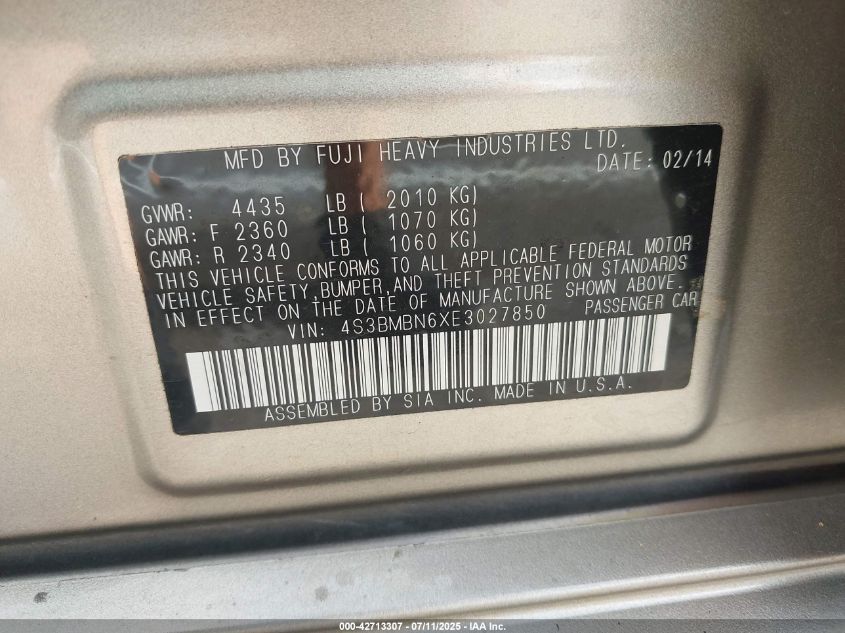 MFD BY FUJI HEAVY INDUSTRIES LTD.
DATE: 02/14
GVWR: 4435 LB ( 2010 KG)
GAWR: F 2360 LB ( 1070 KG)
GAWR: R 2340 LB ( 1060 KG)
THIS VEHICLE CONFORMS TO ALL APPLICABLE FEDERAL MOTOR
VEHICLE SAFETY,BUMPER,AND THEFT PREVENTION STANDARDS
IN EFFECT ON THE DATE OF MANUFACTURE SHOWN ABOVE.
VIN: 4S3BMBN6XE3027850 PASSENGER CAR
ASSEMBLED BY SIA INC. MADE IN U.S.A.
000-42713307 - 07/11/2025 - IAA Inc.